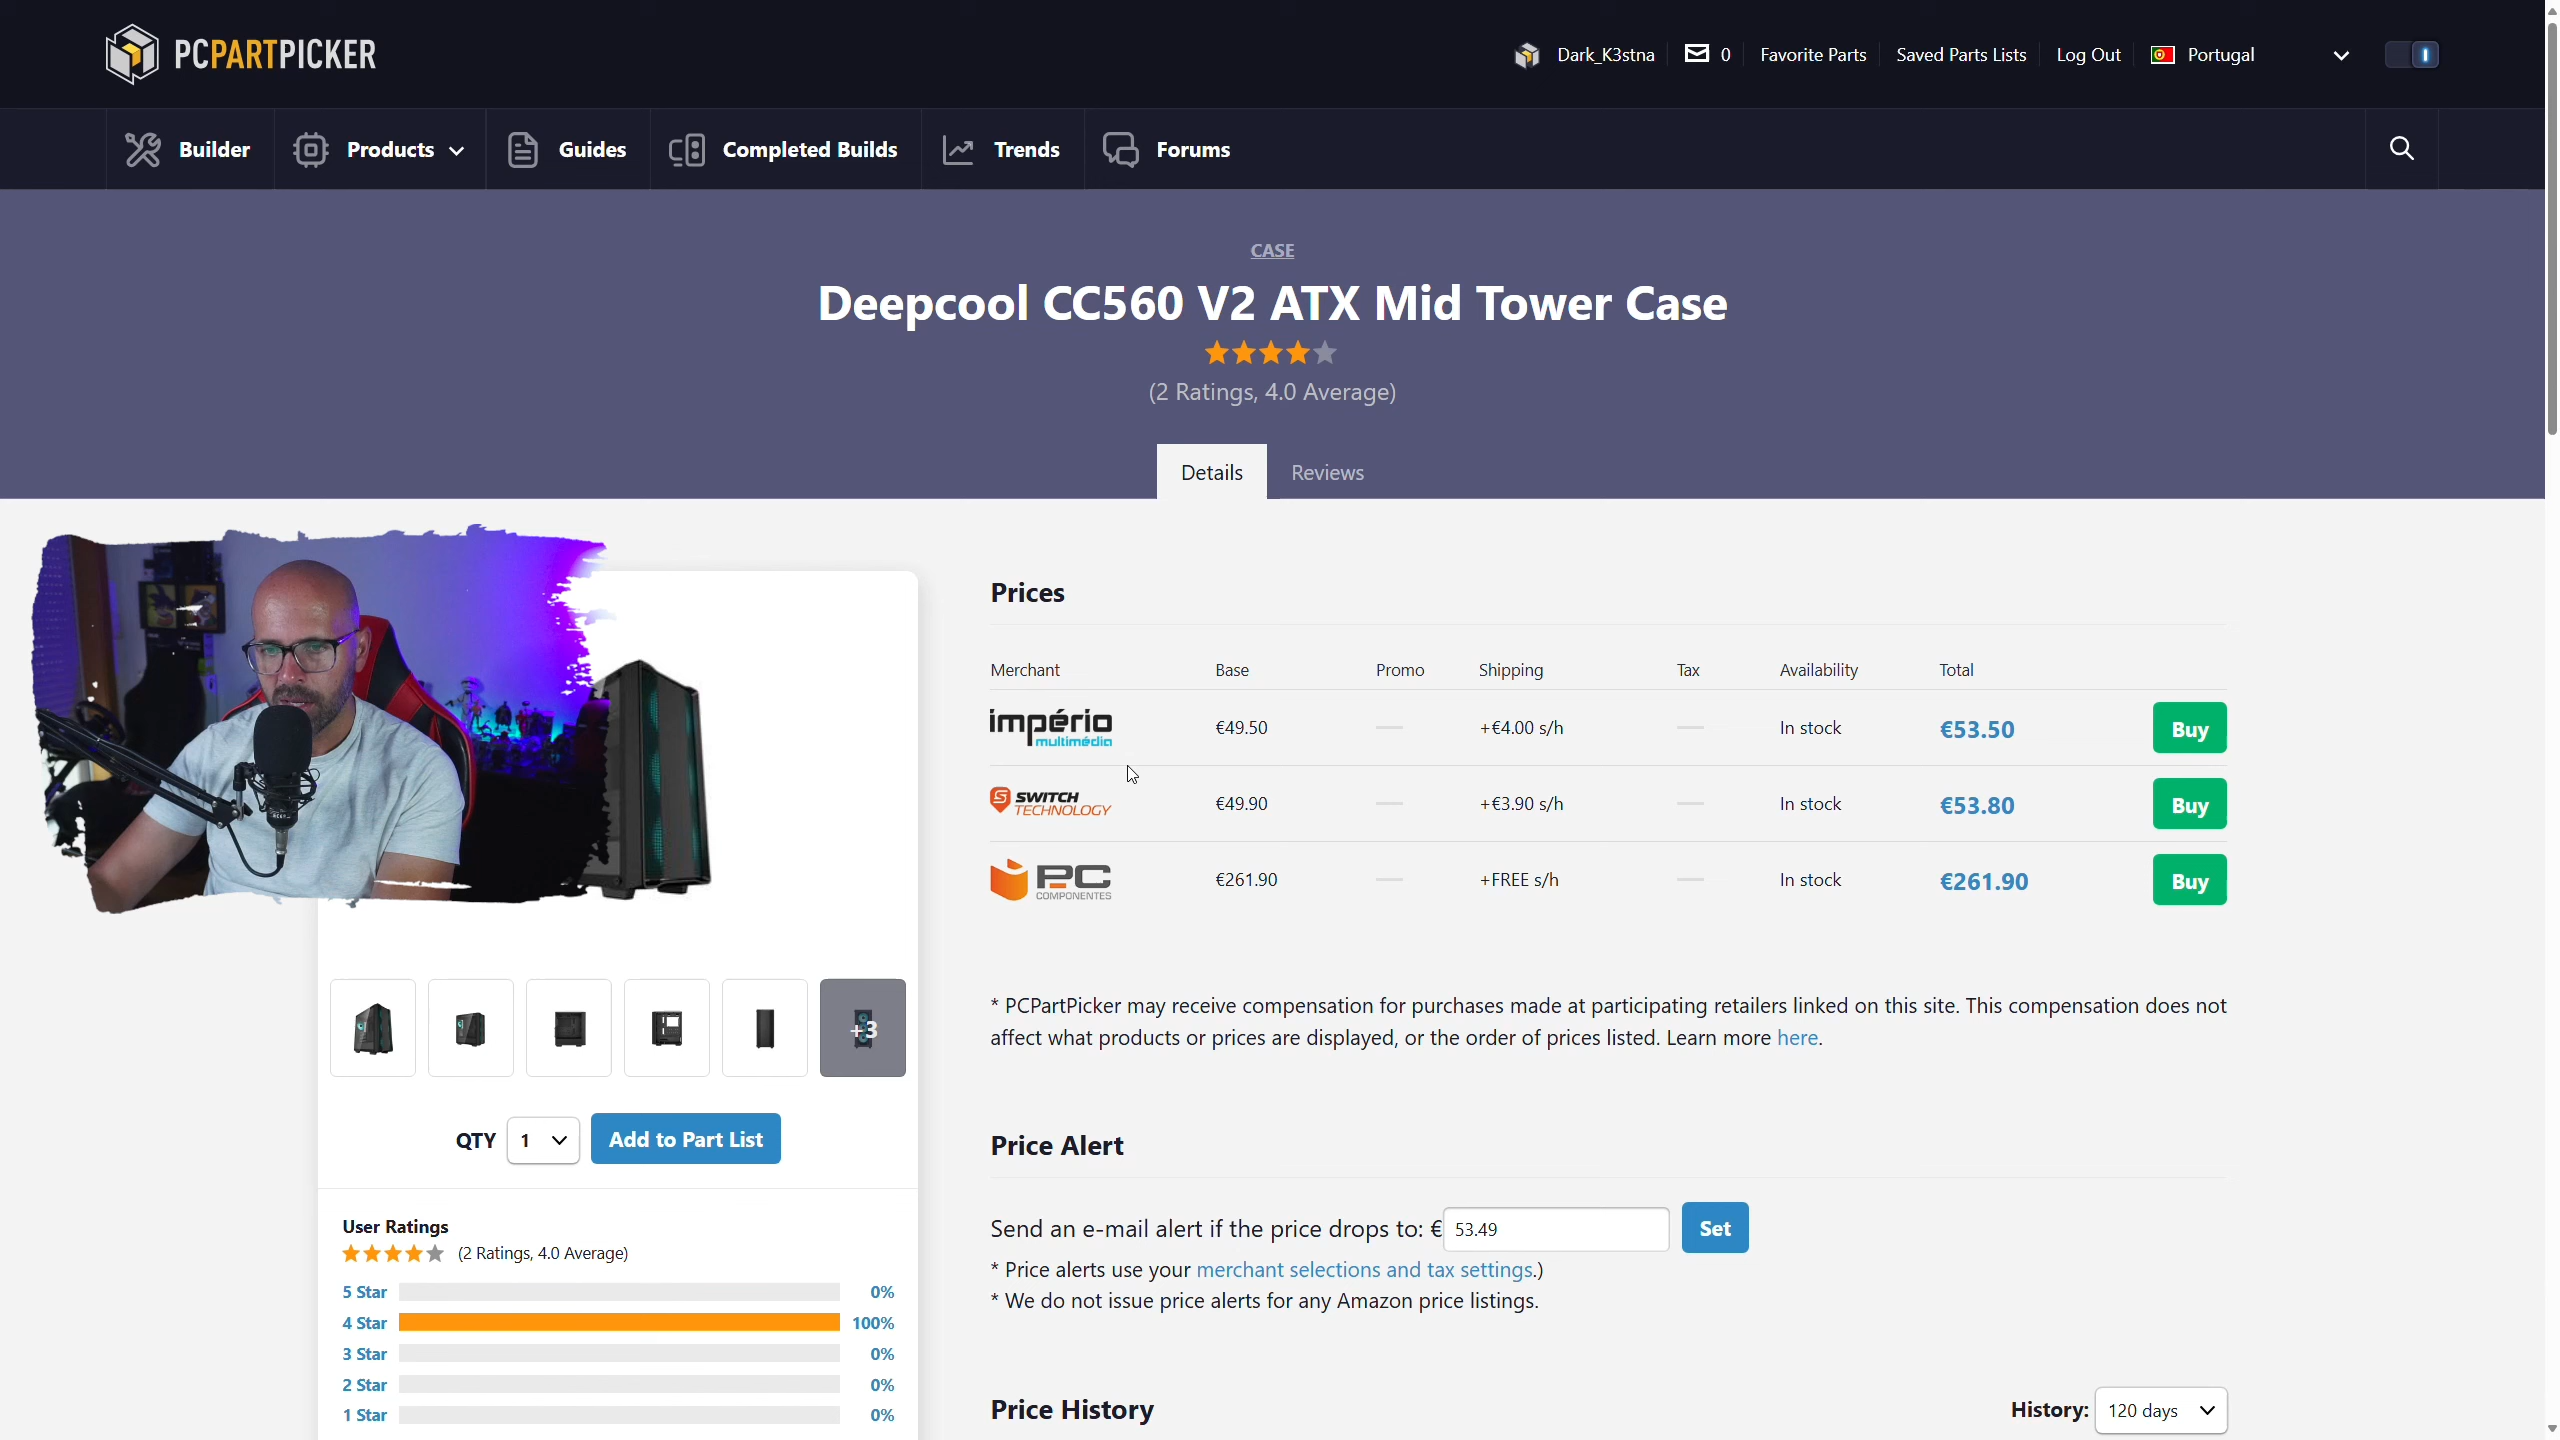 PCPARTPICKER
Dark_K3stna
0
Favorite Parts
Saved Parts Lists
Log Out
Portugal
Builder
Products
Guides
Completed Builds
Trends
Forums
CASE
Deepcool CC560 V2 ATX Mid Tower Case
(2 Ratings, 4.0 Average)
Details
Reviews
Prices
Merchant Base Promo Shipping Tax Availability Total
império multimédia €49.50 — +€4.00 s/h — In stock €53.50 Buy
SWITCH TECHNOLOGY €49.90 — +€3.90 s/h — In stock €53.80 Buy
PC COMPONENTES €261.90 — +FREE s/h — In stock €261.90 Buy
* PCPartPicker may receive compensation for purchases made at participating retailers linked on this site. This compensation does not
affect what products or prices are displayed, or the order of prices listed. Learn more here.
+3
QTY 1 Add to Part List
User Ratings
(2 Ratings, 4.0 Average)
5 Star 0%
4 Star 100%
3 Star 0%
2 Star 0%
1 Star 0%
Price Alert
Send an e-mail alert if the price drops to: € 53.49 Set
* Price alerts use your merchant selections and tax settings.)
* We do not issue price alerts for any Amazon price listings.
Price History
History: 120 days